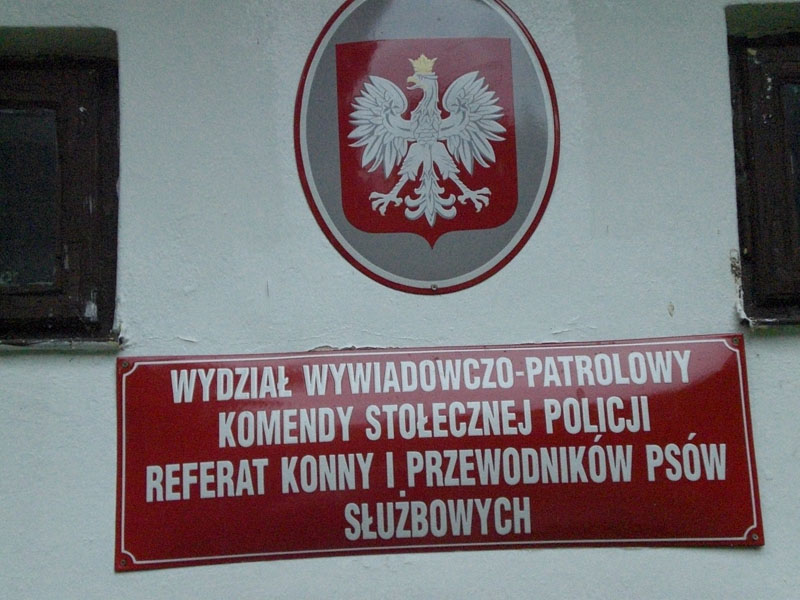 WYDZIAŁ WYWIADOWCZO-PATROLOWY
KOMENDY STOŁECZNEJ POLICJI
REFERAT KONNY I PRZEWODNIKÓW PSÓW
SŁUŻBOWYCH